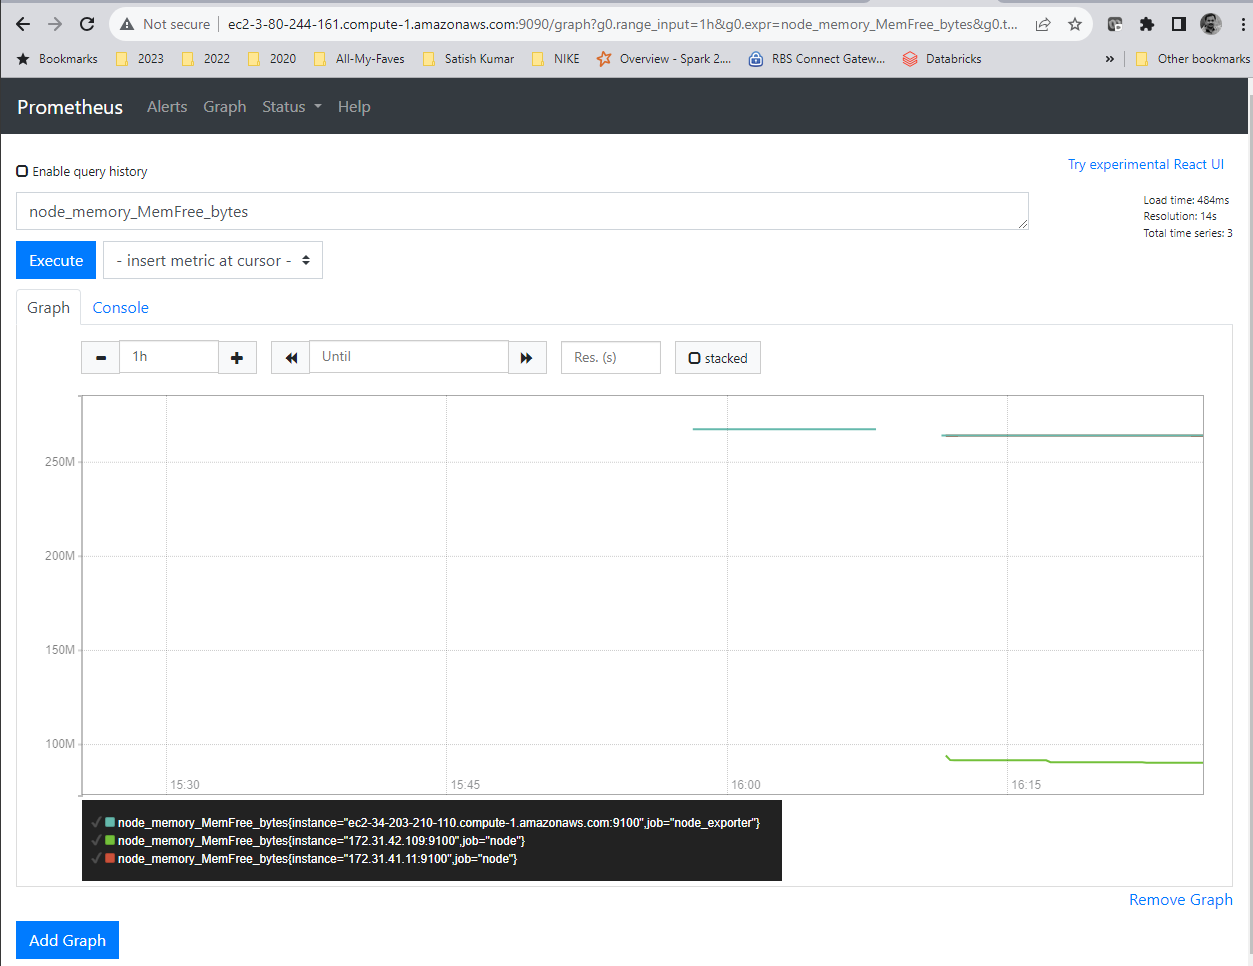 Not secure | ec2-3-80-244-161.compute-1.amazonaws.com:9090/graph?g0.range_input=1h&g0.expr=node_memory_MemFree_bytes&g0.t...
Bookmarks 2023 2022 2020 All-My-Faves Satish Kumar NIKE Overview - Spark 2.... RBS Connect Gatew... Databricks » Other bookmarks
Prometheus Alerts Graph Status Help
Try experimental React UI
Enable query history
node_memory_MemFree_bytes
Load time: 484ms
Resolution: 14s
Total time series: 3
Execute - insert metric at cursor -
Graph Console
1h Until Res. (s) stacked
250M
200M
150M
100M
15:30 15:45 16:00 16:15
node_memory_MemFree_bytes{instance="ec2-34-203-210-110.compute-1.amazonaws.com:9100",job="node_exporter"}
node_memory_MemFree_bytes{instance="172.31.42.109:9100",job="node"}
node_memory_MemFree_bytes{instance="172.31.41.11:9100",job="node"}
Remove Graph
Add Graph